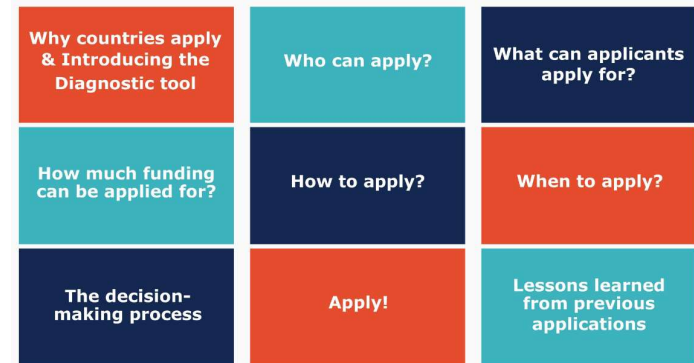 Why countries apply
& Introducing the
Diagnostic tool
Who can apply?
What can applicants
apply for?
How much funding
can be applied for?
How to apply?
When to apply?
The decision-
making process
Apply!
Lessons learned
from previous
applications